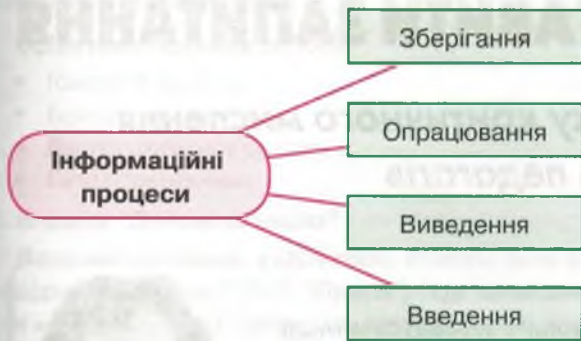 Зберігання
Опрацювання
Інформаційні
процеси
Виведення
Введення